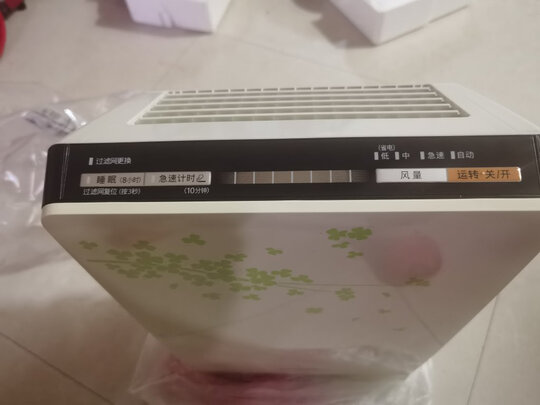 过滤网更换
睡眠 (8小时)
急速计时
过滤网复位 (按3秒)
(10分钟)
(省电)
低 中 急速 自动
风量
运转·关/开